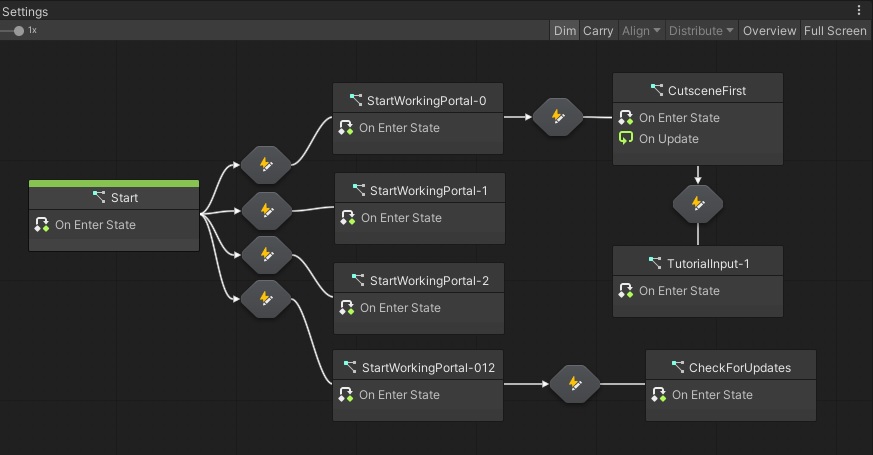 Settings
1x
Dim Carry Align Distribute Overview Full Screen
StartWorkingPortal-0
On Enter State
CutsceneFirst
On Enter State
On Update
Start
On Enter State
StartWorkingPortal-1
On Enter State
StartWorkingPortal-2
On Enter State
TutorialInput-1
On Enter State
StartWorkingPortal-012
On Enter State
CheckForUpdates
On Enter State